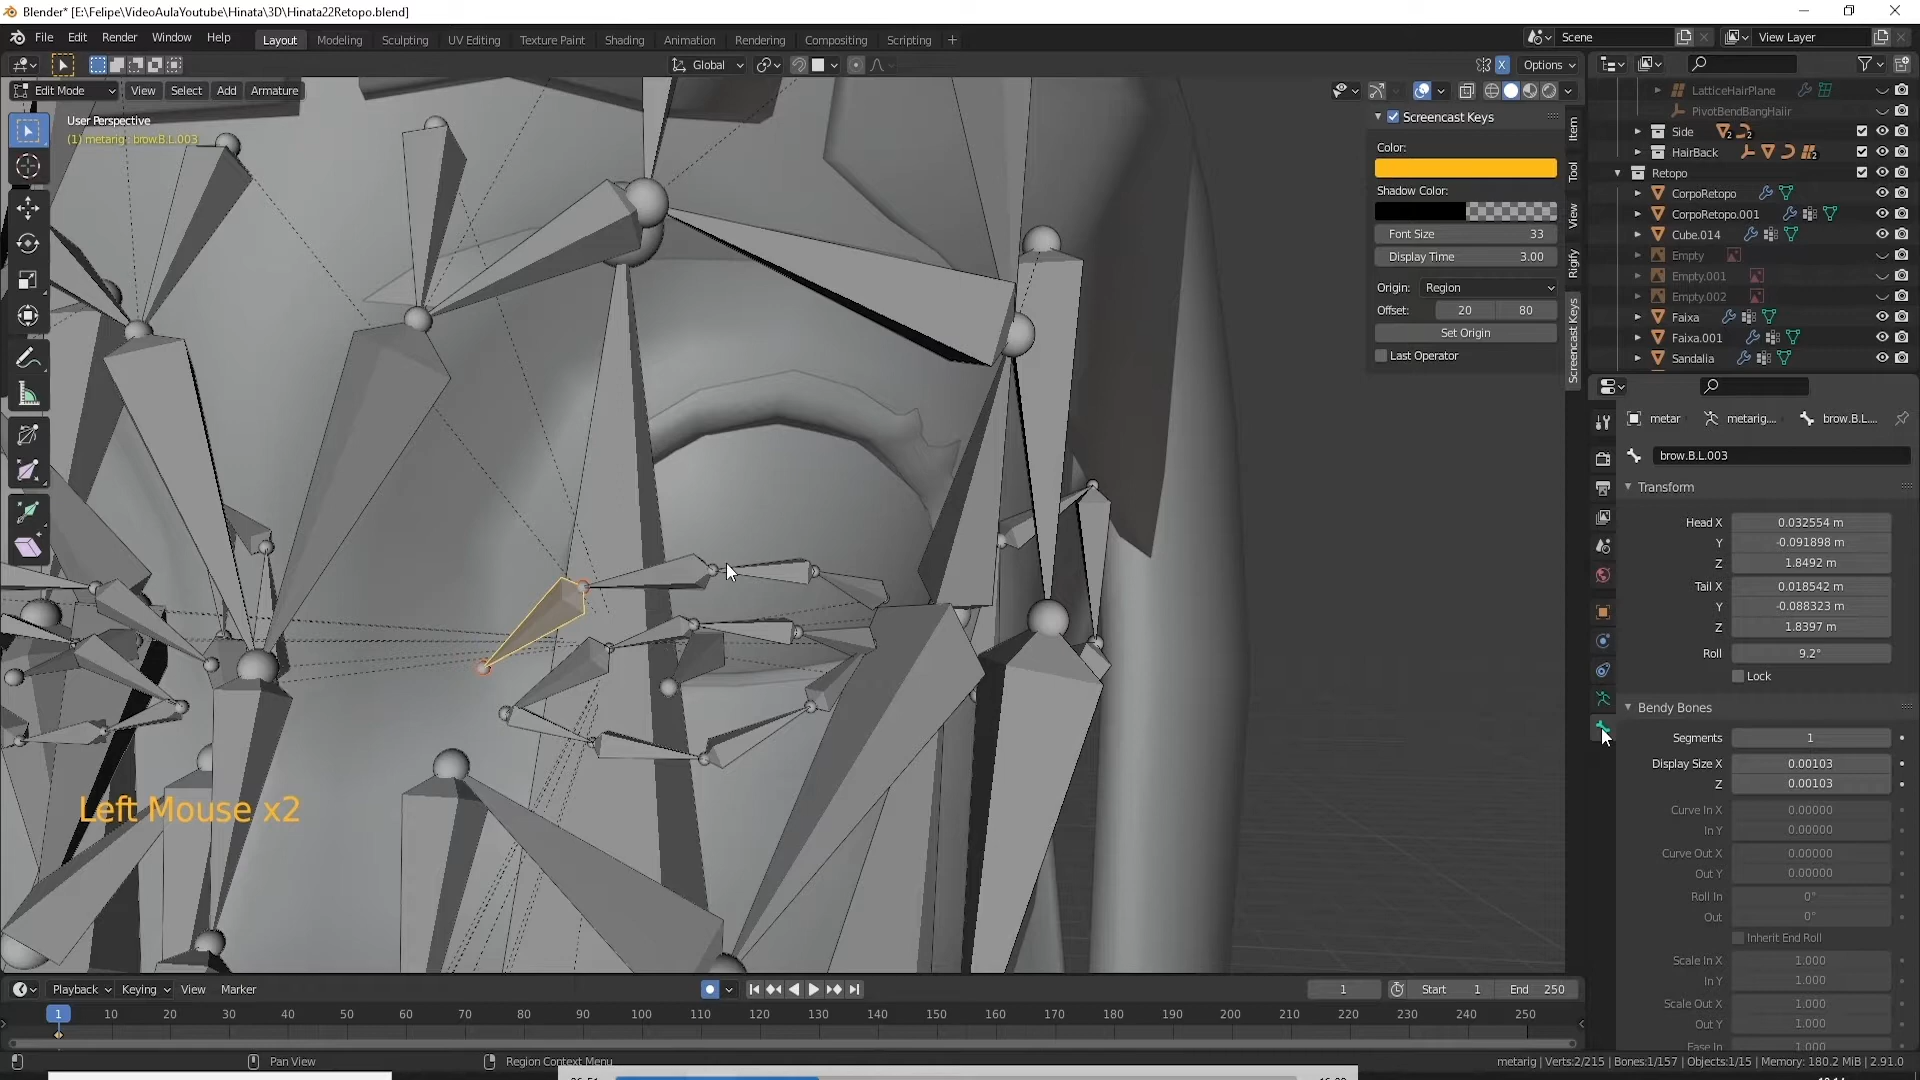 Blender* [E:\Felipe\VideoAulaYoutube\Hinata\3D\Hinata22Retopo.blend]
File Edit Render Window Help Layout Modeling Sculpting UV Editing Texture Paint Shading Animation Rendering Compositing Scripting + Scene View Layer
Global Options
Edit Mode View Select Add Armature
User Perspective
(1) metarig : brow.B.L.003
Screencast Keys
Color:
Shadow Color:
Font Size 33
Display Time 3.00
Origin: Region
Offset: 20 80
Set Origin
Last Operator
Item
Tool
View
Rigify
Screencast Keys
LatticeHairPlane
PivotBendBangHaiir
Side 2 2
HairBack 2
Retopo
CorpoRetopo
CorpoRetopo.001
Cube.014
Empty
Empty.001
Empty.002
Faixa
Faixa.001
Sandalia
metar metarig.... brow.B.L....
brow.B.L.003
Transform
Head X 0.032554 m
Y -0.091898 m
Z 1.8492 m
Tail X 0.018542 m
Y -0.088323 m
Z 1.8397 m
Roll 9.2°
Lock
Bendy Bones
Segments 1
Display Size X 0.00103
Z 0.00103
Curve In X 0.00000
In Y 0.00000
Curve Out X 0.00000
Out Y 0.00000
Roll In 0°
Out 0°
Inherit End Roll
Scale In X 1.000
In Y 1.000
Scale Out X 1.000
Out Y 1.000
Ease In 1.000
Left Mouse x2
Playback Keying View Marker 1 Start 1 End 250
1 10 20 30 40 50 60 70 80 90 100 110 120 130 140 150 160 170 180 190 200 210 220 230 240 250
Pan View Region Context Menu metarig | Verts:2/215 | Bones:1/157 | Objects:1/15 | Memory: 180.2 MiB | 2.91.0